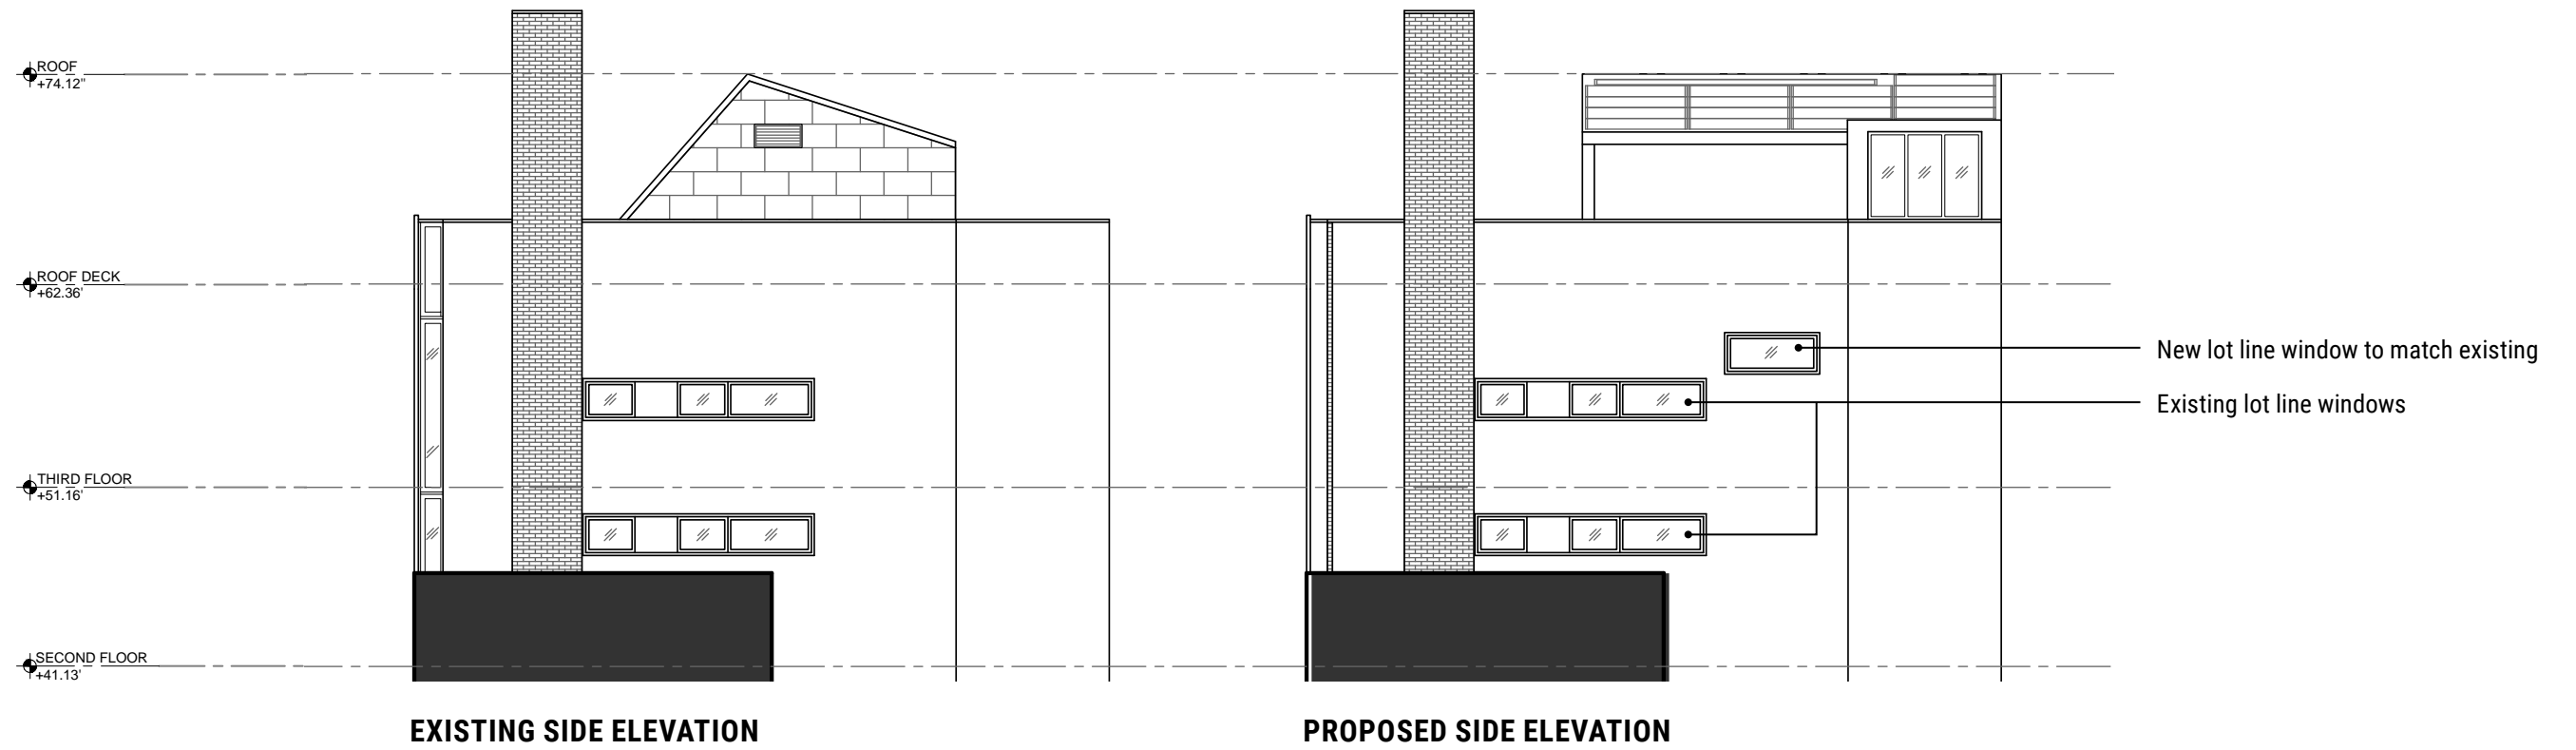 ROOF
+74.12"
ROOF DECK
+62.36'
THIRD FLOOR
+51.16'
SECOND FLOOR
+41.13'
New lot line window to match existing
Existing lot line windows
EXISTING SIDE ELEVATION
PROPOSED SIDE ELEVATION